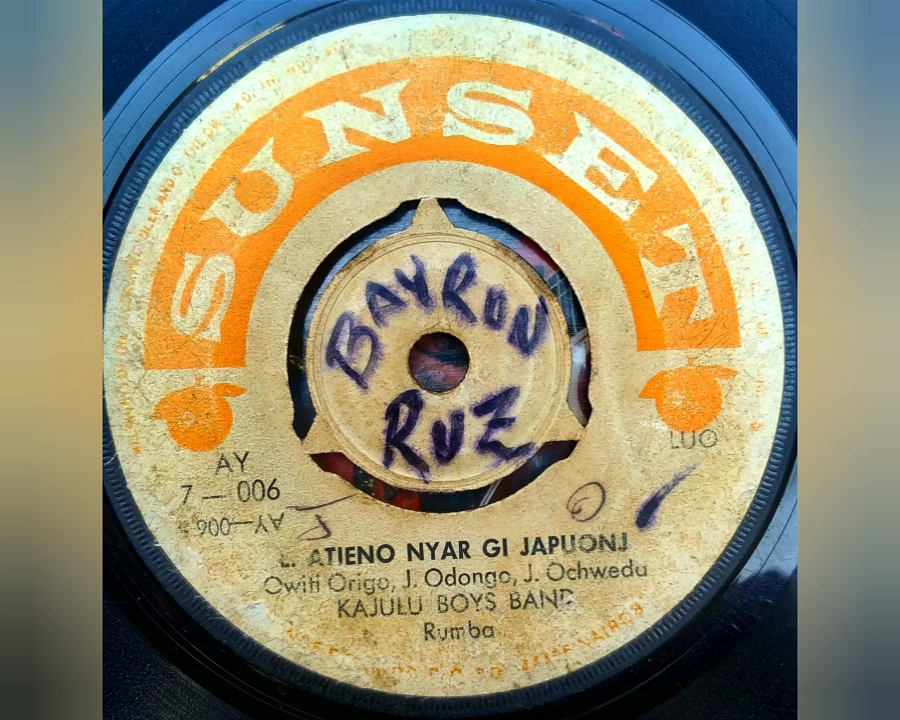 SUNSET
BAYRON
RUZ
AY
7 — 006
AY—006
LUO
L. ATIENO NYAR GI JAPUONJ
Owiti Origo, J. Odongo, J. Ochwedu
KAJULU BOYS BAND
Rumba